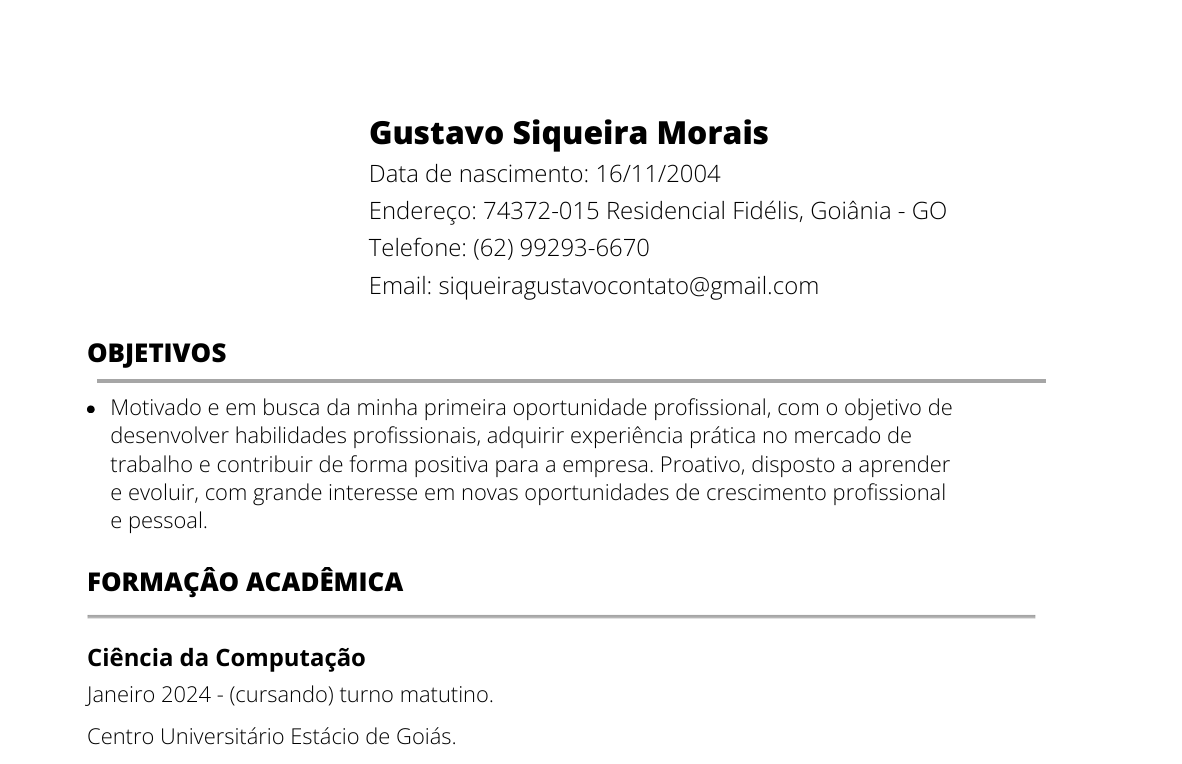 Gustavo Siqueira Morais
Data de nascimento: 16/11/2004
Endereço: 74372-015 Residencial Fidélis, Goiânia - GO
Telefone: (62) 99293-6670
Email: siqueiragustavocontato@gmail.com
OBJETIVOS
• Motivado e em busca da minha primeira oportunidade profissional, com o objetivo de
desenvolver habilidades profissionais, adquirir experiência prática no mercado de
trabalho e contribuir de forma positiva para a empresa. Proativo, disposto a aprender
e evoluir, com grande interesse em novas oportunidades de crescimento profissional
e pessoal.
FORMAÇÂO ACADÊMICA
Ciência da Computação
Janeiro 2024 - (cursando) turno matutino.
Centro Universitário Estácio de Goiás.